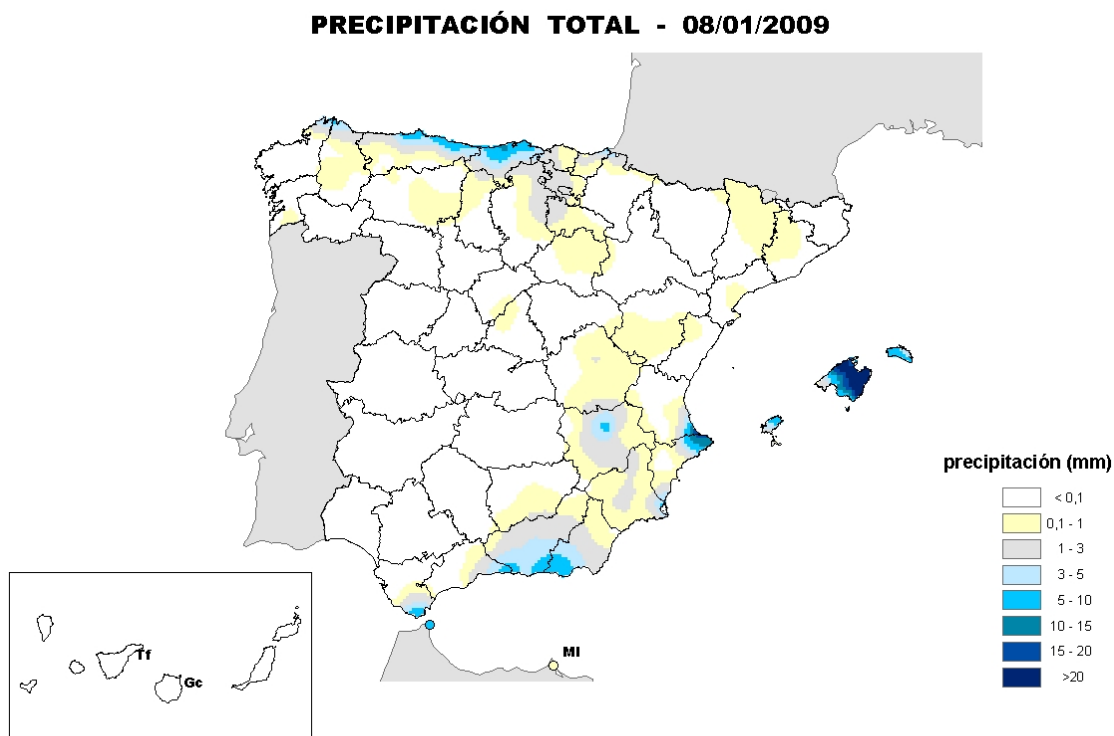 PRECIPITACIÓN TOTAL - 08/01/2009
precipitación (mm)
< 0,1
0,1 - 1
1 - 3
3 - 5
5 - 10
10 - 15
15 - 20
>20
Tf
Gc
Ml